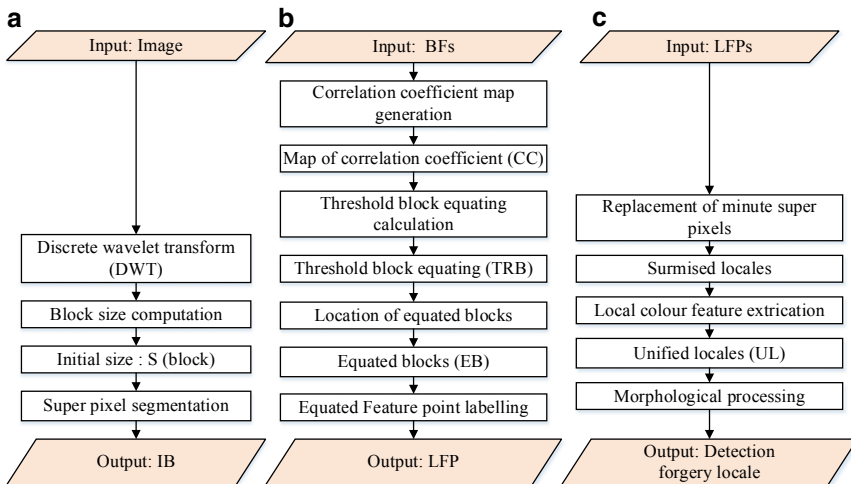 a
Input: Image
Discrete wavelet transform
(DWT)
Block size computation
Initial size : S (block)
Super pixel segmentation
Output: IB
b
Input: BFs
Correlation coefficient map
generation
Map of correlation coefficient (CC)
Threshold block equating
calculation
Threshold block equating (TRB)
Location of equated blocks
Equated blocks (EB)
Equated Feature point labelling
Output: LFP
c
Input: LFPs
Replacement of minute super
pixels
Surmised locales
Local colour feature extrication
Unified locales (UL)
Morphological processing
Output: Detection
forgery locale